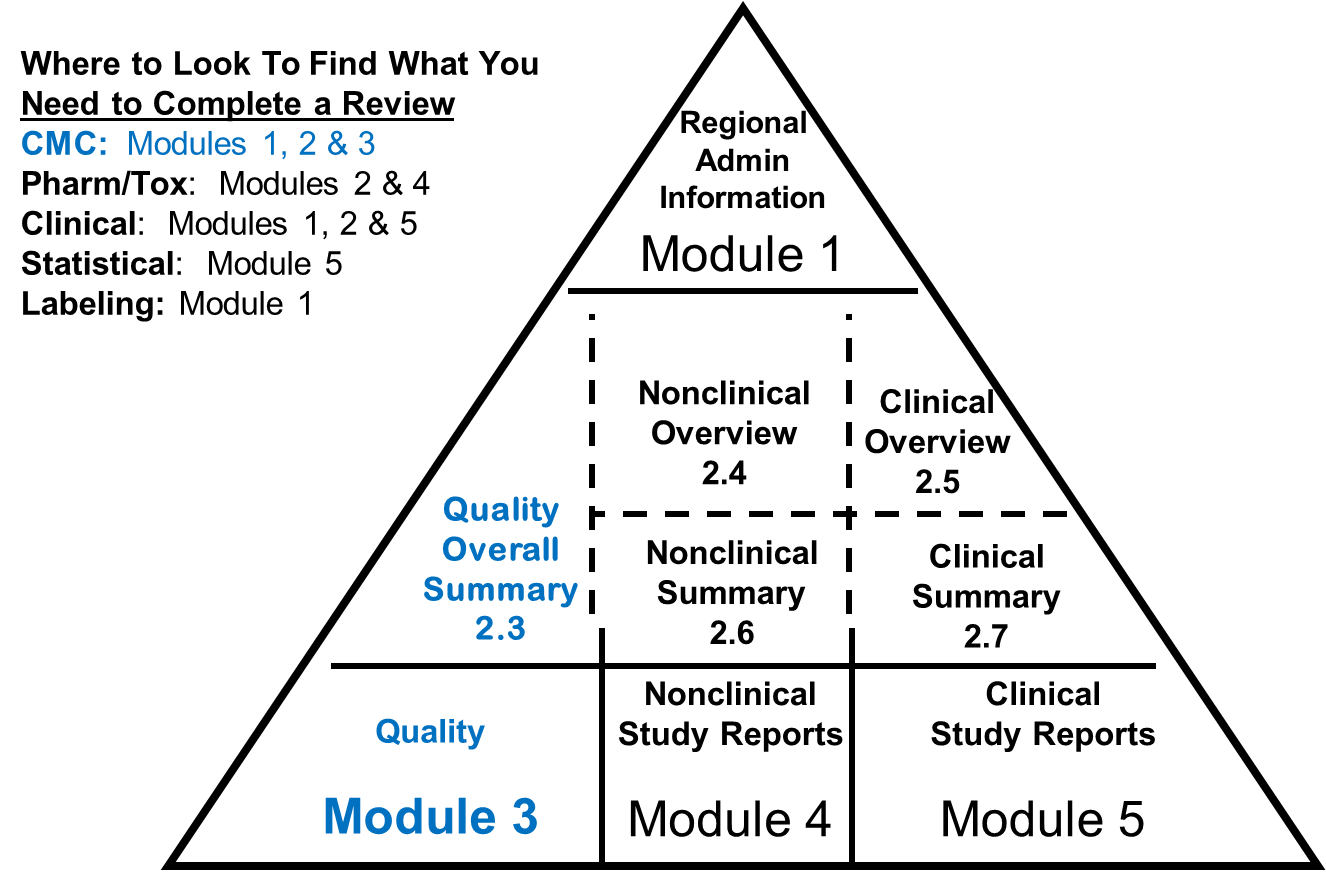 Where to Look To Find What You
Need to Complete a Review
CMC: Modules 1, 2 & 3
Pharm/Tox: Modules 2 & 4
Clinical: Modules 1, 2 & 5
Statistical: Module 5
Labeling: Module 1
Regional
Admin
Information
Module 1
Quality
Overall
Summary
2.3
Nonclinical
Overview
2.4
Clinical
Overview
2.5
Nonclinical
Summary
2.6
Clinical
Summary
2.7
Quality
Module 3
Nonclinical
Study Reports
Module 4
Clinical
Study Reports
Module 5